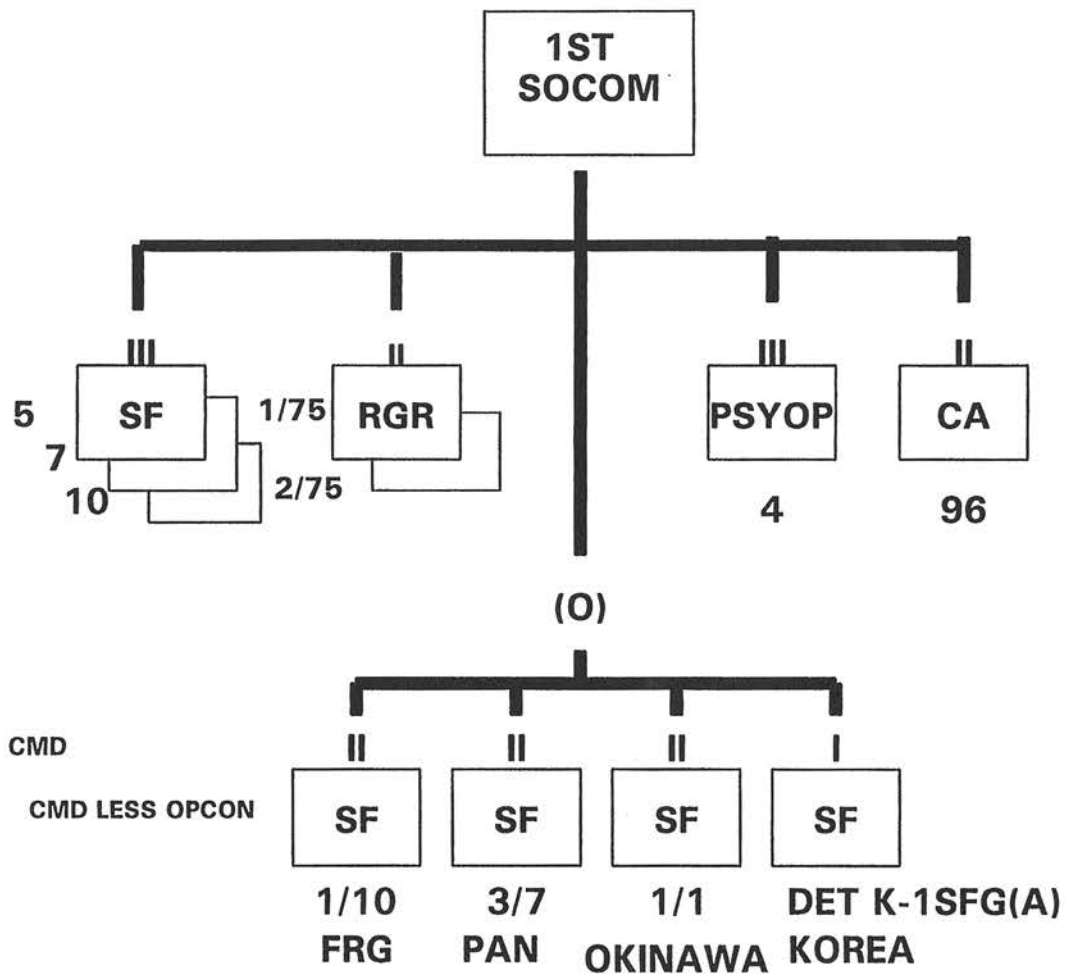 1ST
SOCOM
III
II
III
II
SF
RGR
PSYOP
CA
5
7
10
1/75
2/75
4
96
(O)
CMD
II
II
II
I
CMD LESS OPCON
SF
SF
SF
SF
1/10
3/7
1/1
DET K-1SFG(A)
FRG
PAN
OKINAWA
KOREA